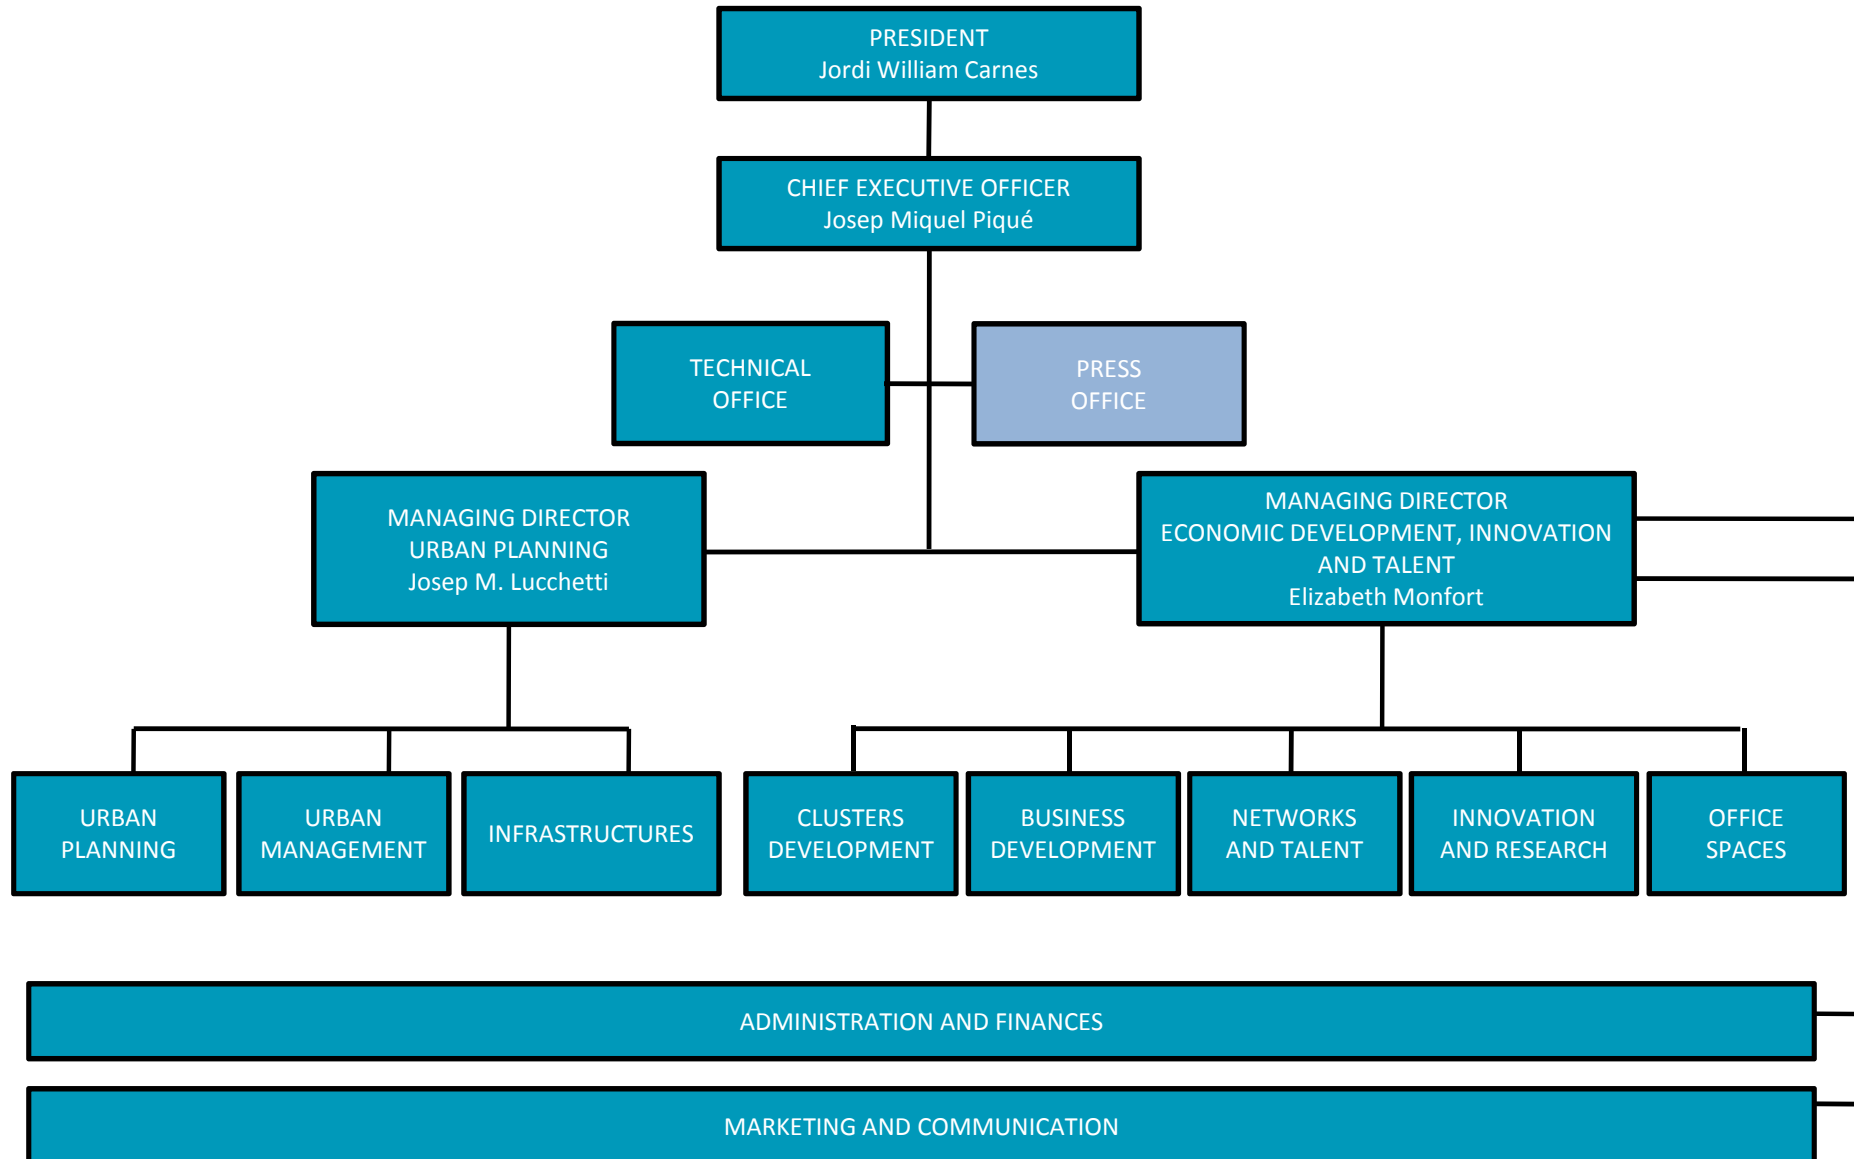 PRESIDENT
Jordi William Carnes
CHIEF EXECUTIVE OFFICER
Josep Miquel Piqué
TECHNICAL
OFFICE
PRESS
OFFICE
MANAGING DIRECTOR
URBAN PLANNING
Josep M. Lucchetti
MANAGING DIRECTOR
ECONOMIC DEVELOPMENT, INNOVATION
AND TALENT
Elizabeth Monfort
URBAN
PLANNING
URBAN
MANAGEMENT
INFRASTRUCTURES
CLUSTERS
DEVELOPMENT
BUSINESS
DEVELOPMENT
NETWORKS
AND TALENT
INNOVATION
AND RESEARCH
OFFICE
SPACES
ADMINISTRATION AND FINANCES
MARKETING AND COMMUNICATION